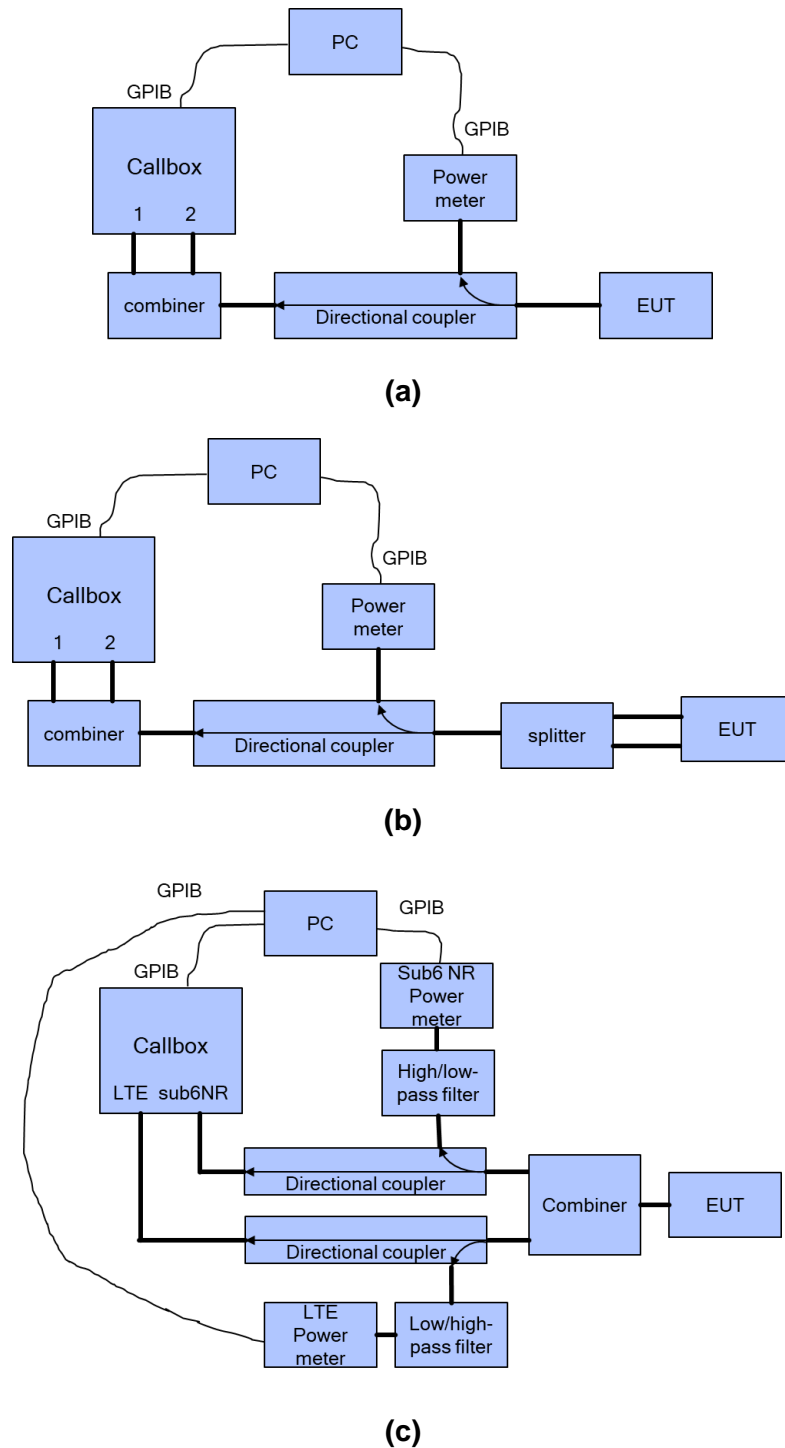 PC
GPIB
GPIB
Callbox
1 2
Power
meter
combiner
Directional coupler
EUT
(a)
PC
GPIB
GPIB
Callbox
1 2
Power
meter
combiner
Directional coupler
splitter
EUT
(b)
GPIB
PC
GPIB
GPIB
Sub6 NR
Power
meter
Callbox
LTE sub6NR
High/low-
pass filter
Directional coupler
Combiner
EUT
Directional coupler
LTE
Power
meter
Low/high-
pass filter
(c)